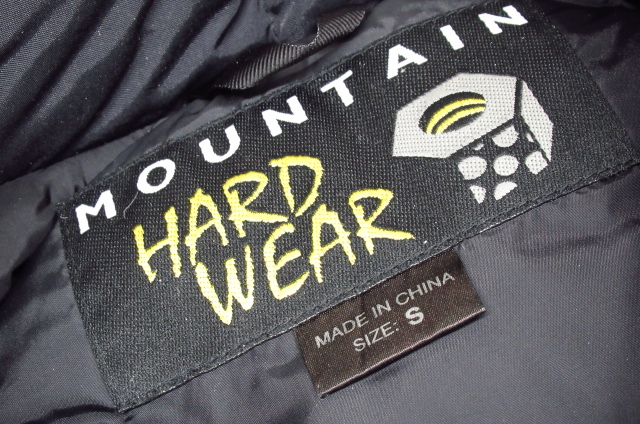 MOUNTAIN
HARD
WEAR
MADE IN CHINA
SIZE: S